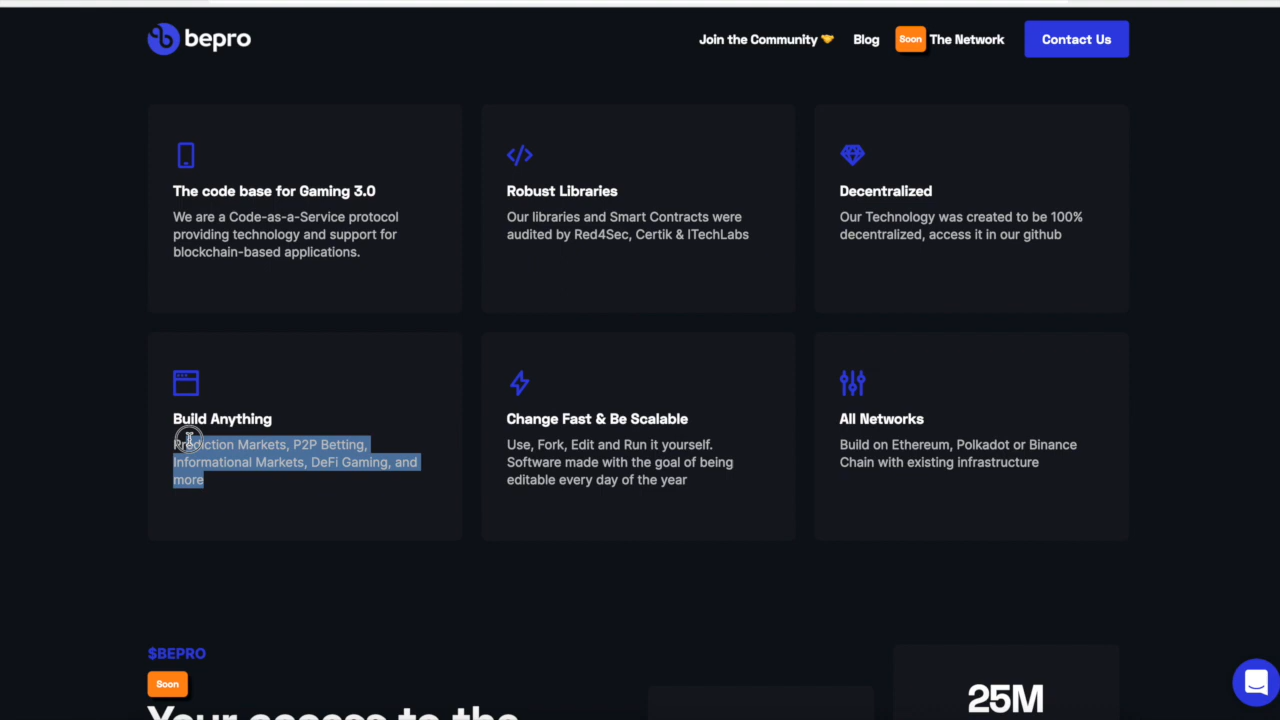 bepro
Join the Community 🤝 Blog Soon The Network Contact Us
The code base for Gaming 3.0
We are a Code-as-a-Service protocol
providing technology and support for
blockchain-based applications.
Robust Libraries
Our libraries and Smart Contracts were
audited by Red4Sec, Certik & ITechLabs
Decentralized
Our Technology was created to be 100%
decentralized, access it in our github
Build Anything
Prediction Markets, P2P Betting,
Informational Markets, DeFi Gaming, and
more
Change Fast & Be Scalable
Use, Fork, Edit and Run it yourself.
Software made with the goal of being
editable every day of the year
All Networks
Build on Ethereum, Polkadot or Binance
Chain with existing infrastructure
$BEPRO
Soon
Your access to the
25M